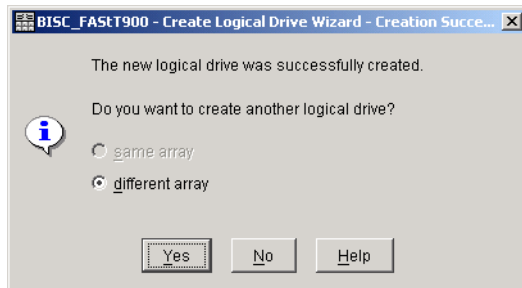 BISC_FAStT900 - Create Logical Drive Wizard - Creation Succe...
The new logical drive was successfully created.
Do you want to create another logical drive?
same array
different array
Yes
No
Help